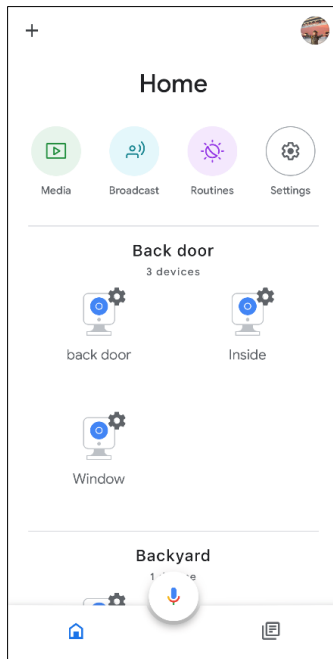 Home
Media Broadcast Routines Settings
Back door
3 devices
back door Inside
Window
Backyard